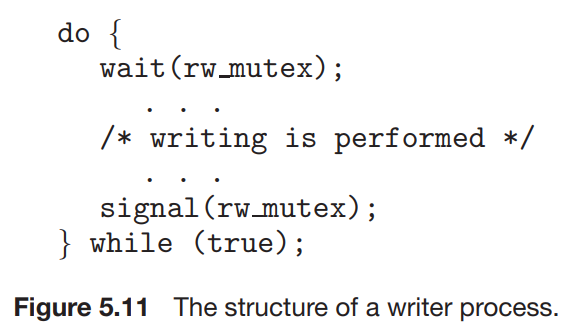 do {
wait(rw_mutex);
. . .
/* writing is performed */
. . .
signal(rw_mutex);
} while (true);
Figure 5.11 The structure of a writer process.